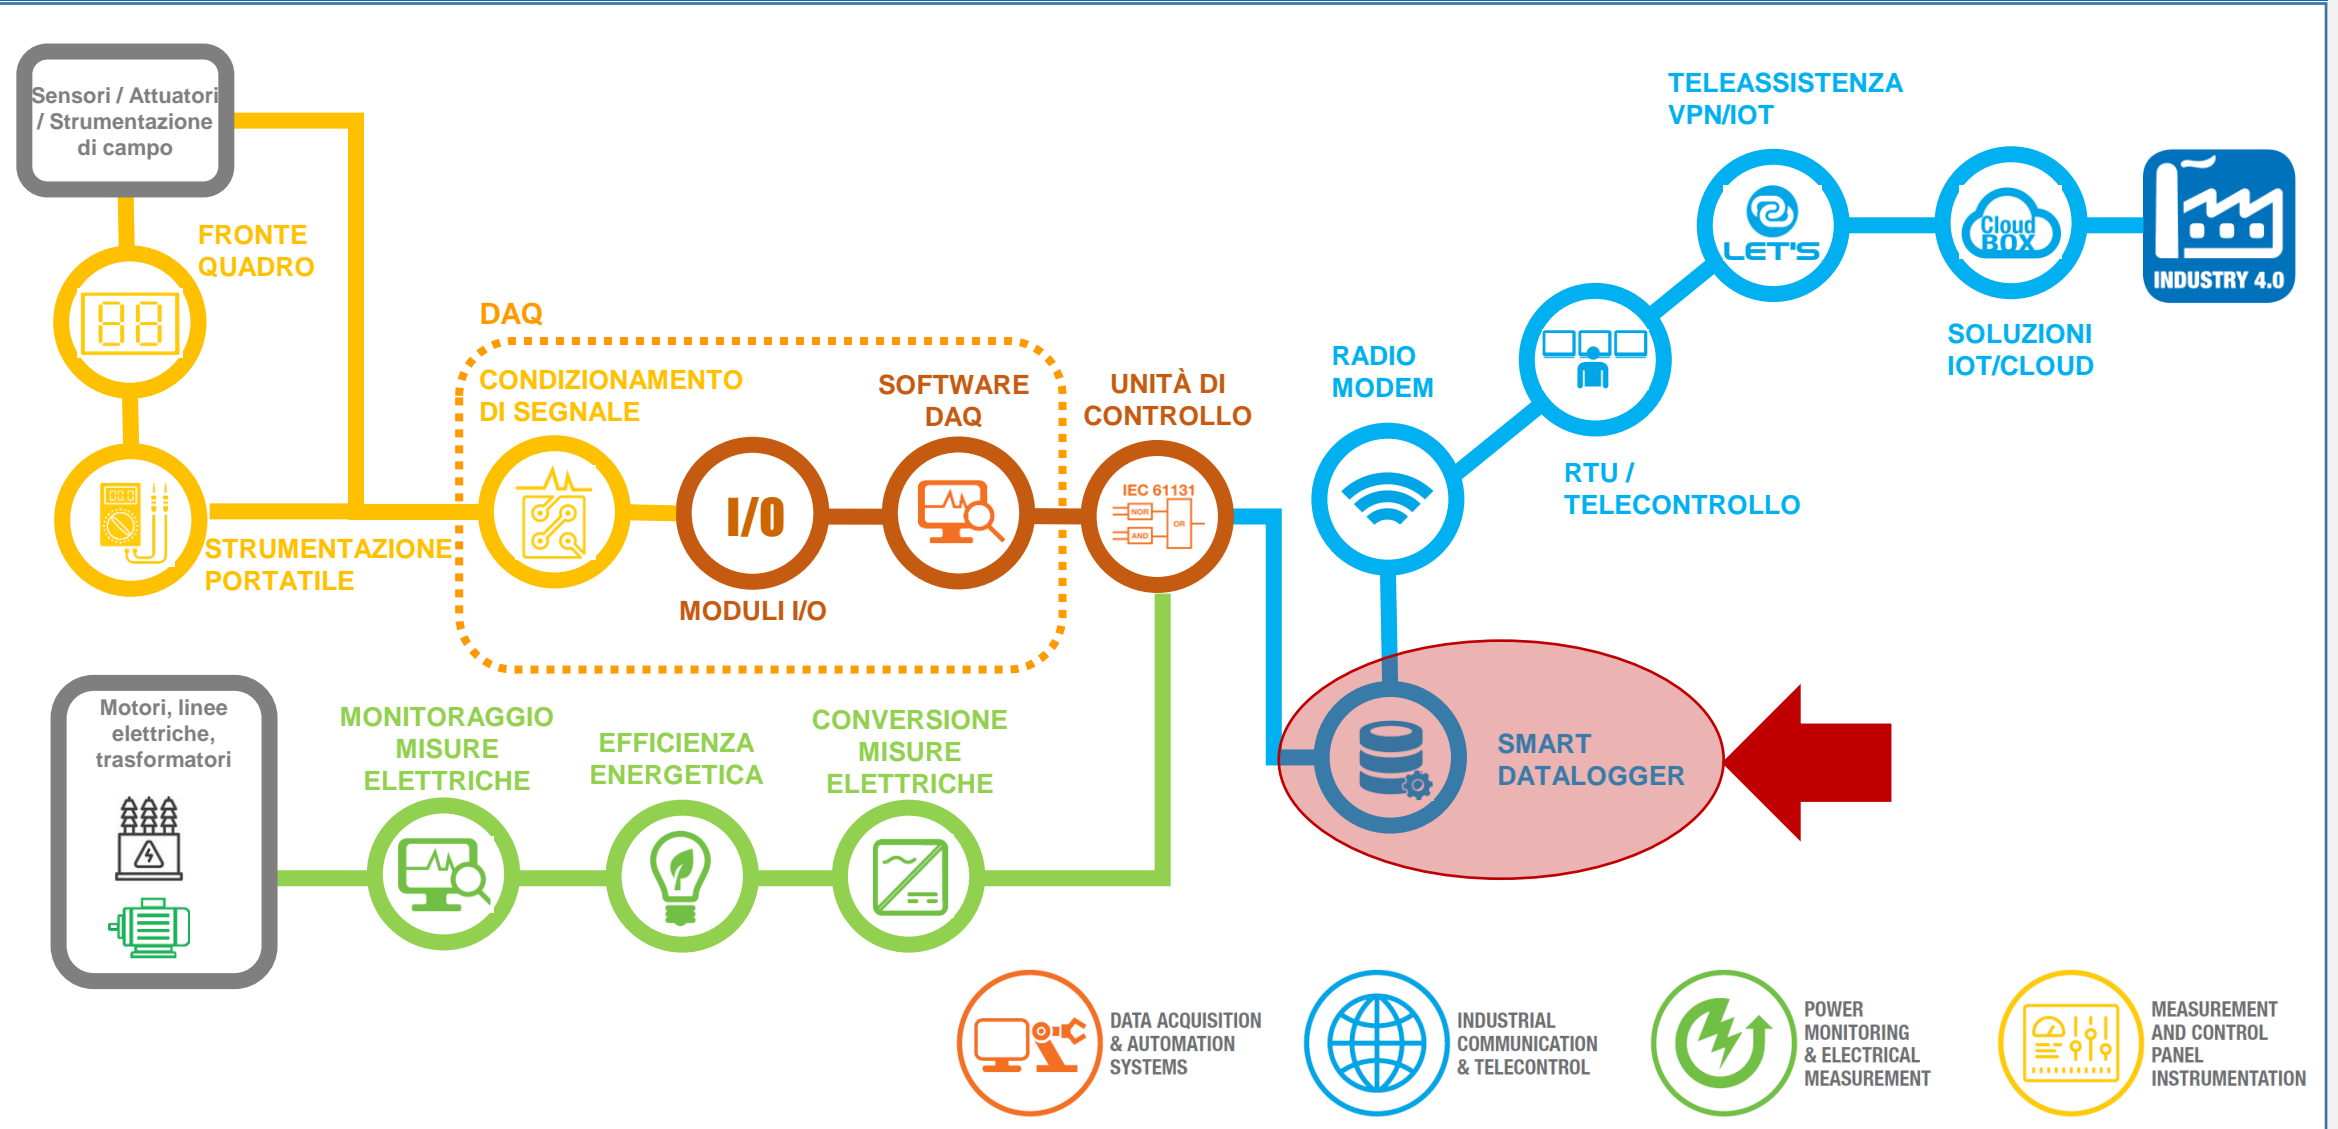 Sensori / Attuatori
/ Strumentazione
di campo
FRONTE
QUADRO
88
00.0
STRUMENTAZIONE
PORTATILE
DAQ
CONDIZIONAMENTO
DI SEGNALE
I/O
MODULI I/O
SOFTWARE
DAQ
UNITÀ DI
CONTROLLO
IEC 61131
NOR
AND
OR
RADIO
MODEM
RTU /
TELECONTROLLO
TELEASSISTENZA
VPN/IOT
LET'S
Cloud
BOX
SOLUZIONI
IOT/CLOUD
INDUSTRY 4.0
Motori, linee
elettriche,
trasformatori
MONITORAGGIO
MISURE
ELETTRICHE
EFFICIENZA
ENERGETICA
CONVERSIONE
MISURE
ELETTRICHE
SMART
DATALOGGER
DATA ACQUISITION
& AUTOMATION
SYSTEMS
INDUSTRIAL
COMMUNICATION
& TELECONTROL
POWER
MONITORING
& ELECTRICAL
MEASUREMENT
MEASUREMENT
AND CONTROL
PANEL
INSTRUMENTATION